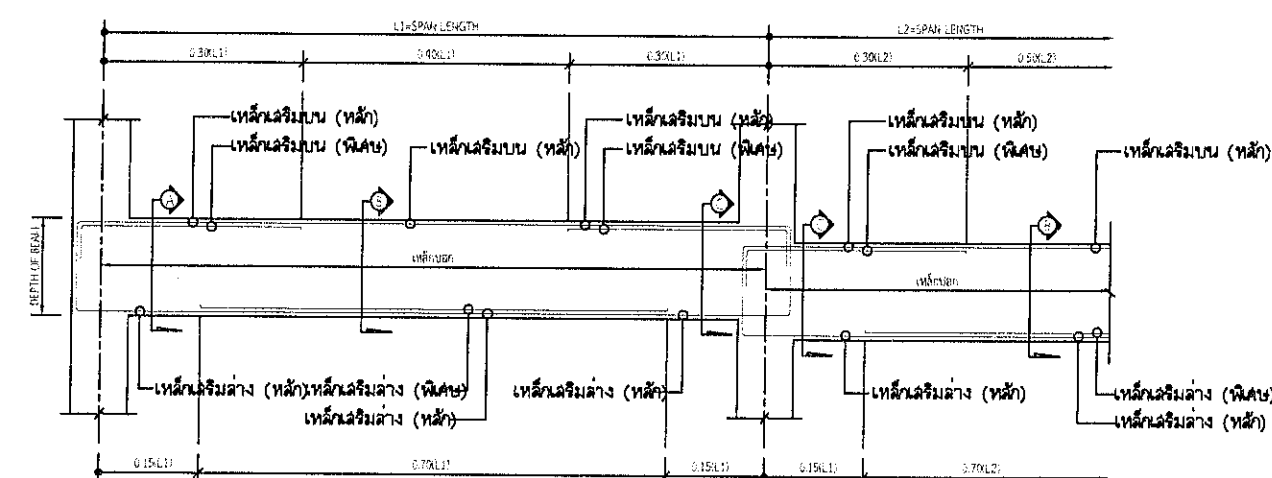 L1=SPAN LENGTH
L2=SPAN LENGTH
0.30(L1)
0.40(L1)
0.30(L1)
0.30(L2)
เหล็กเสริมบน (หลัก)
เหล็กเสริมบน (พิเศษ)
เหล็กเสริมบน (หลัก)
เหล็กเสริมบน (หลัก)
เหล็กเสริมบน (พิเศษ)
เหล็กเสริมบน (หลัก)
เหล็กเสริมบน (พิเศษ)
เหล็กเสริมบน (หลัก)
A
B
C
C
B
DEPTH OF BEAM
เหล็กปลอก
เหล็กปลอก
เหล็กเสริมล่าง (หลัก)
เหล็กเสริมล่าง (พิเศษ)
เหล็กเสริมล่าง (หลัก)
เหล็กเสริมล่าง (หลัก)
เหล็กเสริมล่าง (หลัก)
เหล็กเสริมล่าง (พิเศษ)
เหล็กเสริมล่าง (หลัก)
0.15(L1)
0.70(L1)
0.15(L1)
0.15(L1)
0.70(L2)